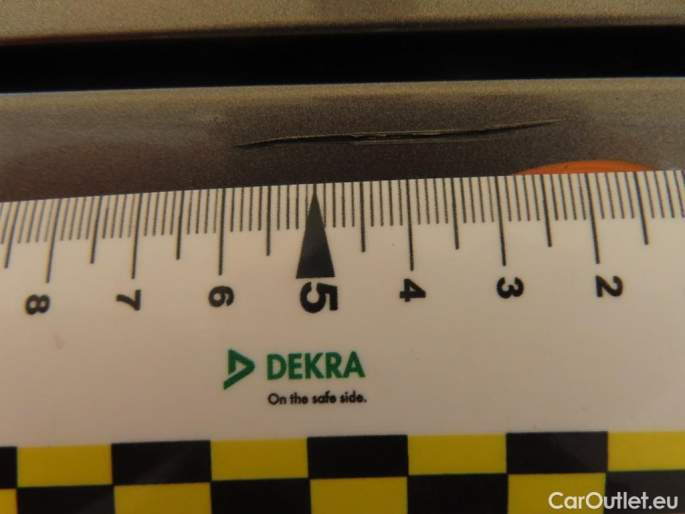 8 7 6 5 4 3 2
DEKRA
On the safe side.
CarOutlet.eu